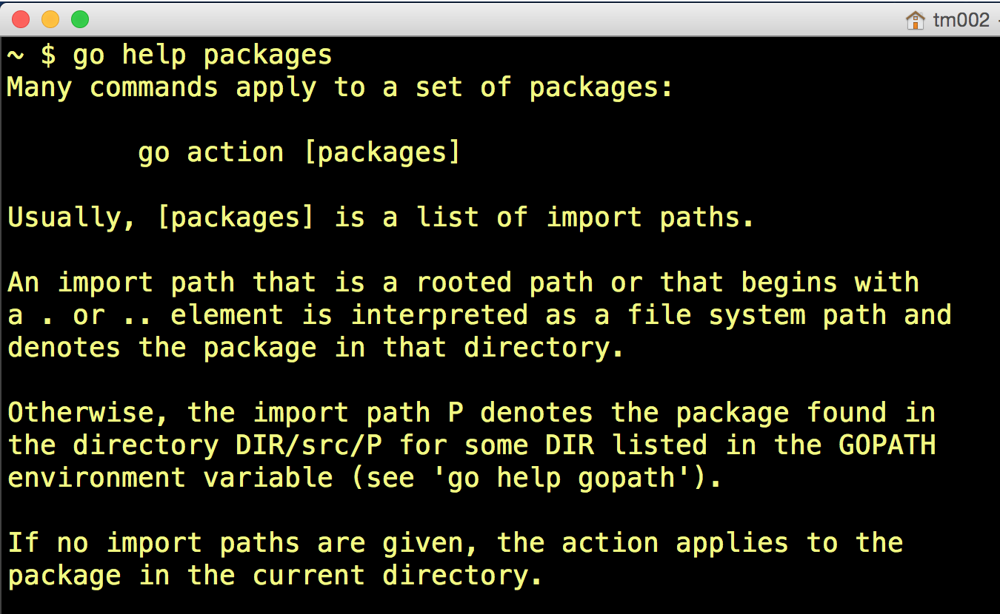 tm002
~ $ go help packages
Many commands apply to a set of packages:
go action [packages]
Usually, [packages] is a list of import paths.
An import path that is a rooted path or that begins with
a . or .. element is interpreted as a file system path and
denotes the package in that directory.
Otherwise, the import path P denotes the package found in
the directory DIR/src/P for some DIR listed in the GOPATH
environment variable (see 'go help gopath').
If no import paths are given, the action applies to the
package in the current directory.